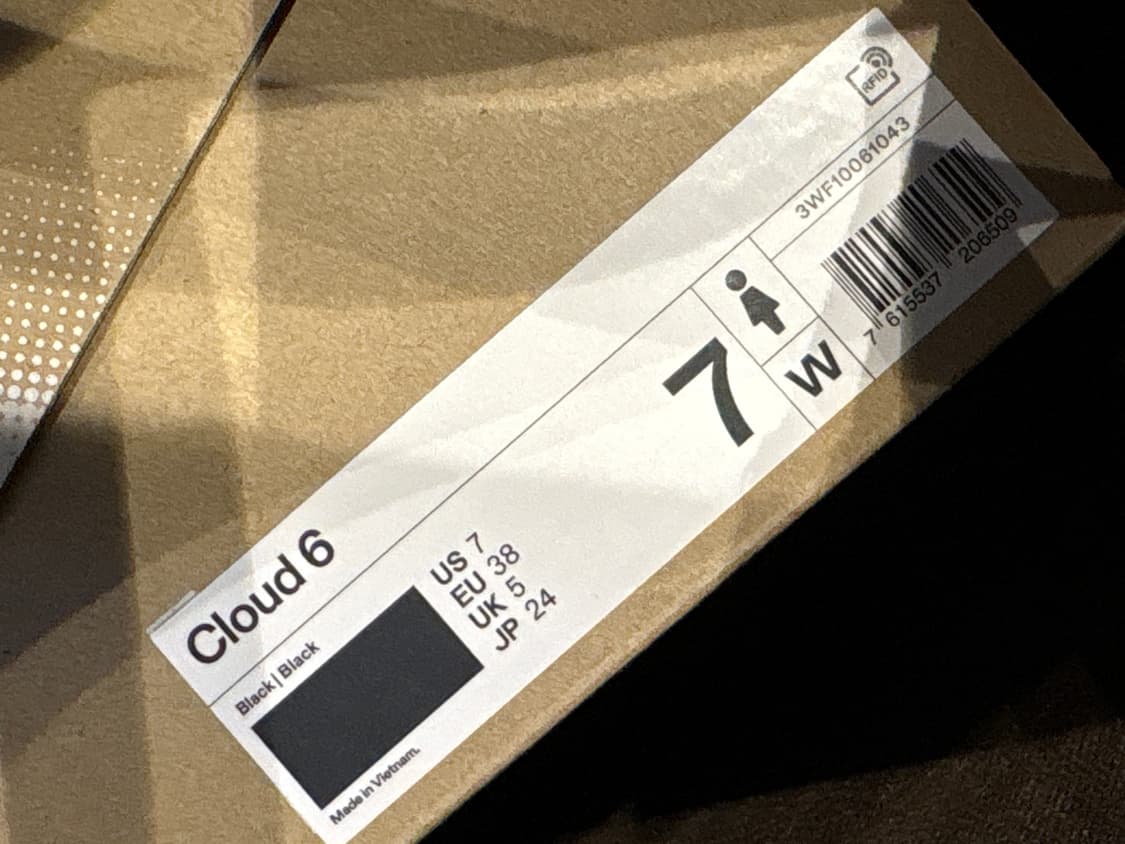 Cloud 6
RFID
Black | Black
Made in Vietnam.
US 7
EU 38
UK 5
JP 24
7
W
3WF10061043
7 615537 206509